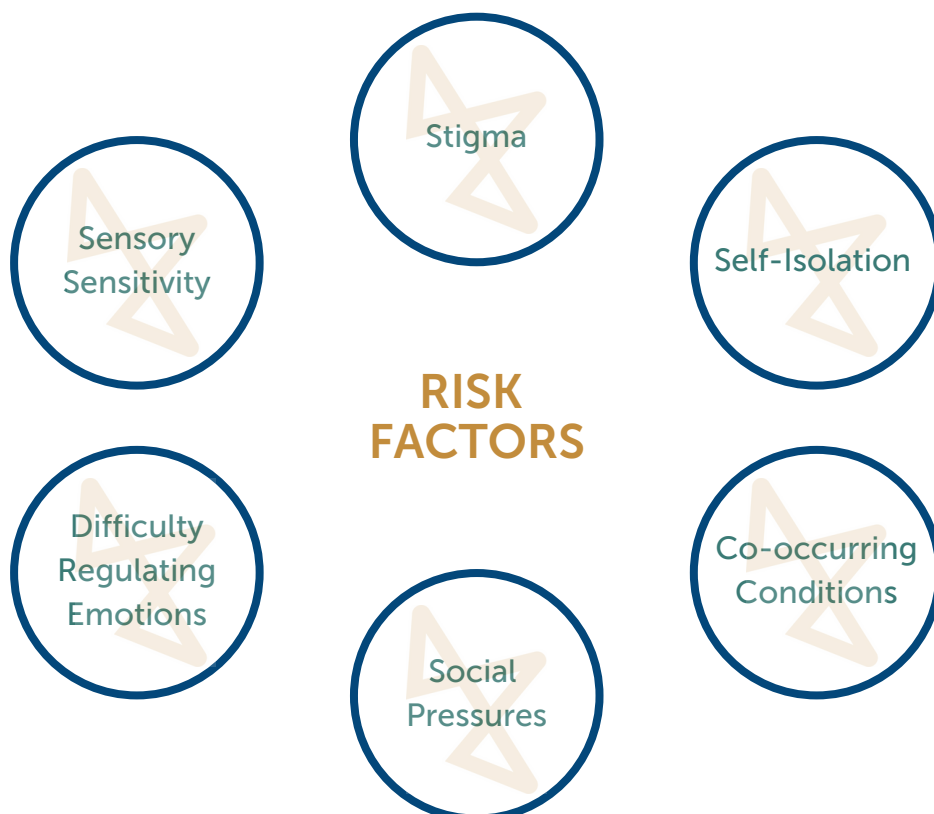 Stigma
Sensory
Sensitivity
Self-Isolation
RISK
FACTORS
Difficulty
Regulating
Emotions
Co-occurring
Conditions
Social
Pressures